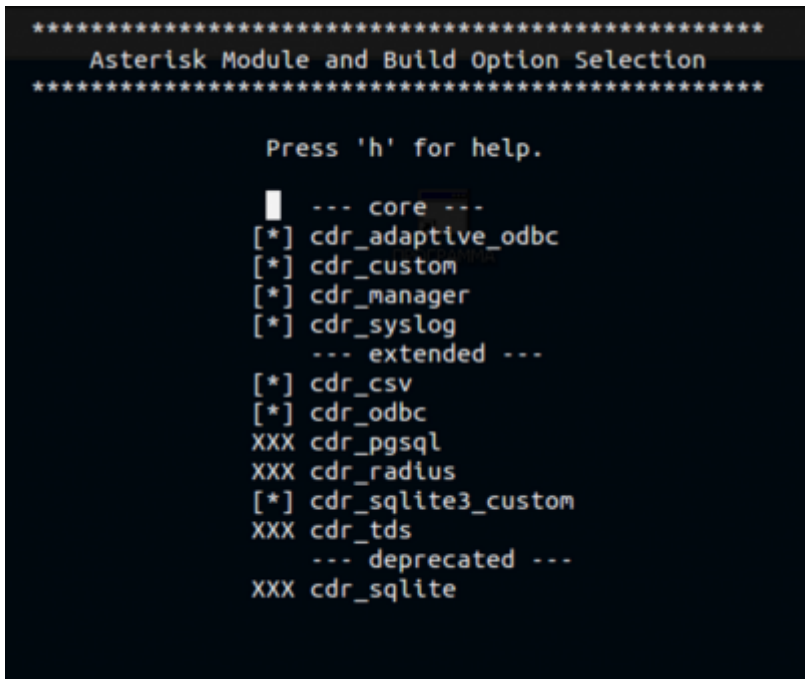 **************************************************
Asterisk Module and Build Option Selection
**************************************************
Press 'h' for help.
--- core ---
[*] cdr_adaptive_odbc
[*] cdr_custom
[*] cdr_manager
[*] cdr_syslog
--- extended ---
[*] cdr_csv
[*] cdr_odbc
XXX cdr_pgsql
XXX cdr_radius
[*] cdr_sqlite3_custom
XXX cdr_tds
--- deprecated ---
XXX cdr_sqlite